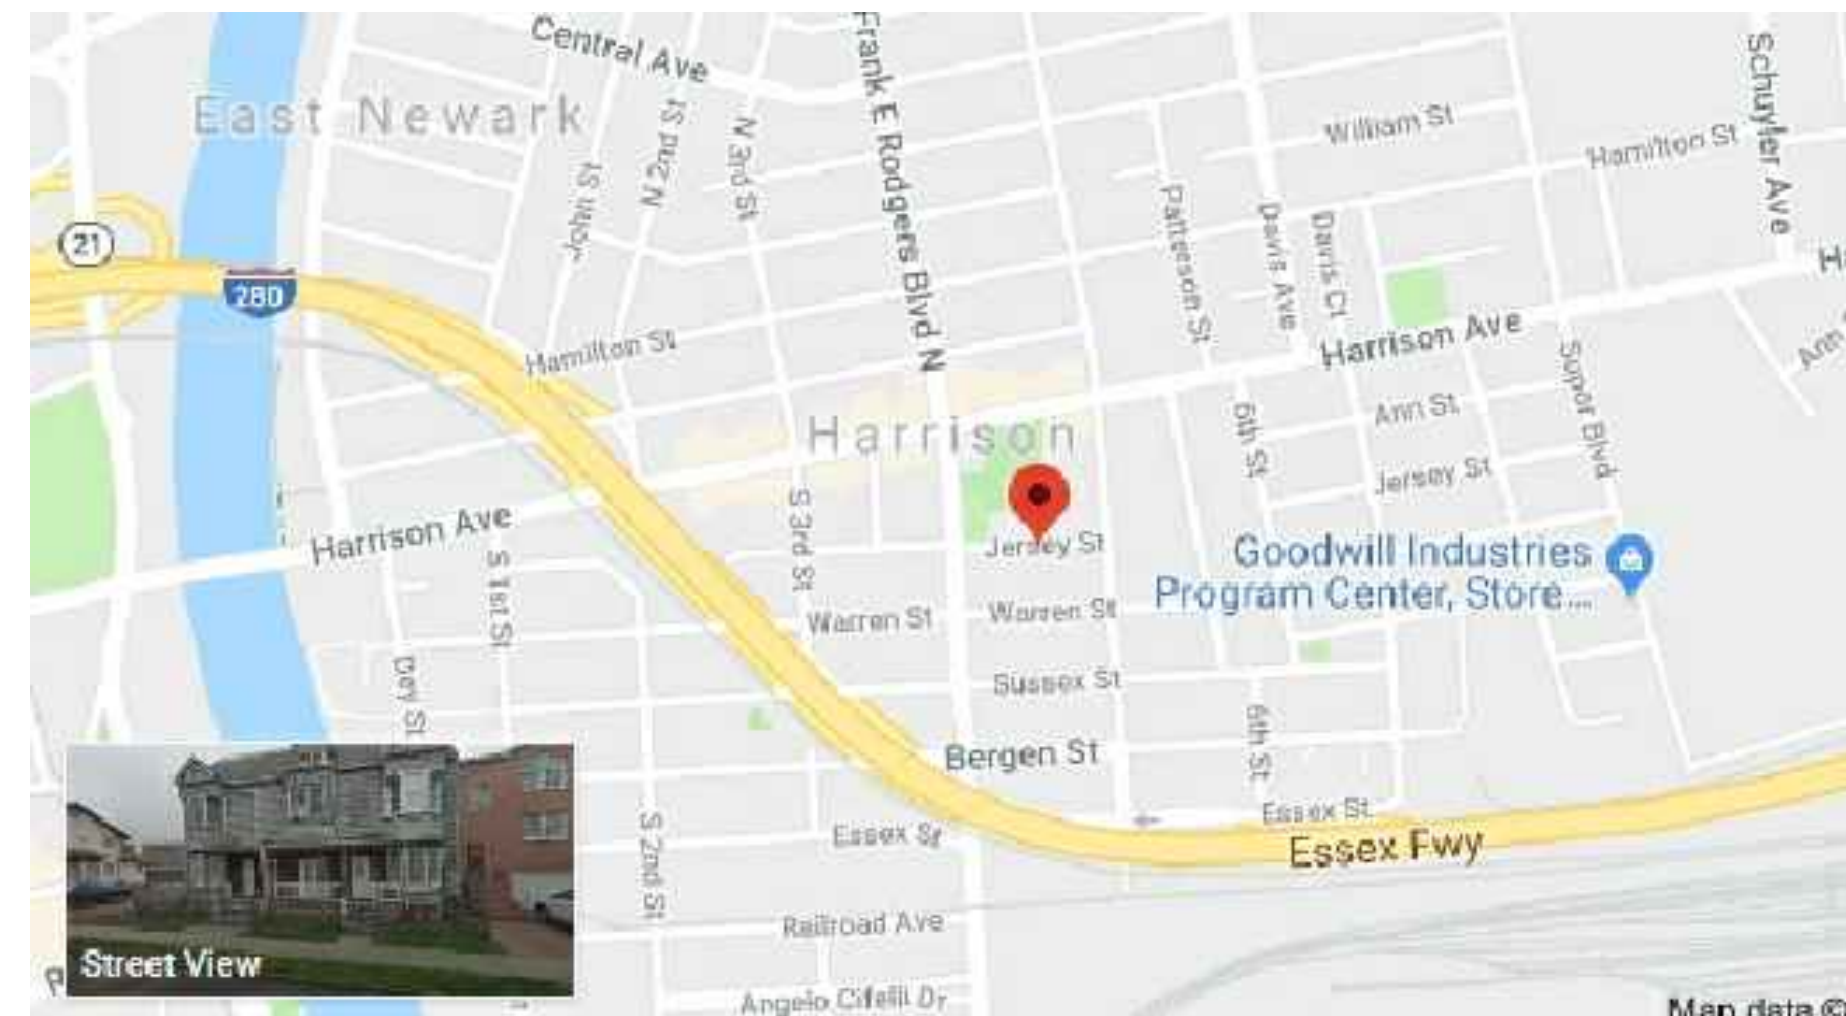 Central Ave
Frank E Rodgers Blvd N
Schuyler Ave
East Newark
N 2nd St
N 3rd St
William St
Hamilton St
21
Patterson St
Davis Ave
Davis Ct
280
Hamilton St
Harrison Ave
Supor Blvd
Ann St
Harrison
6th St
Jersey St
Harrison Ave
S 3rd St
Jersey St
Goodwill Industries
Program Center, Store...
S 1st St
Warren St
Warren St
Dey St
Sussex St
6th St
Bergen St
Essex St
Essex St
Essex Fwy
S 2nd St
Railroad Ave
Street View
Angelo Cifelli Dr
Map data ©